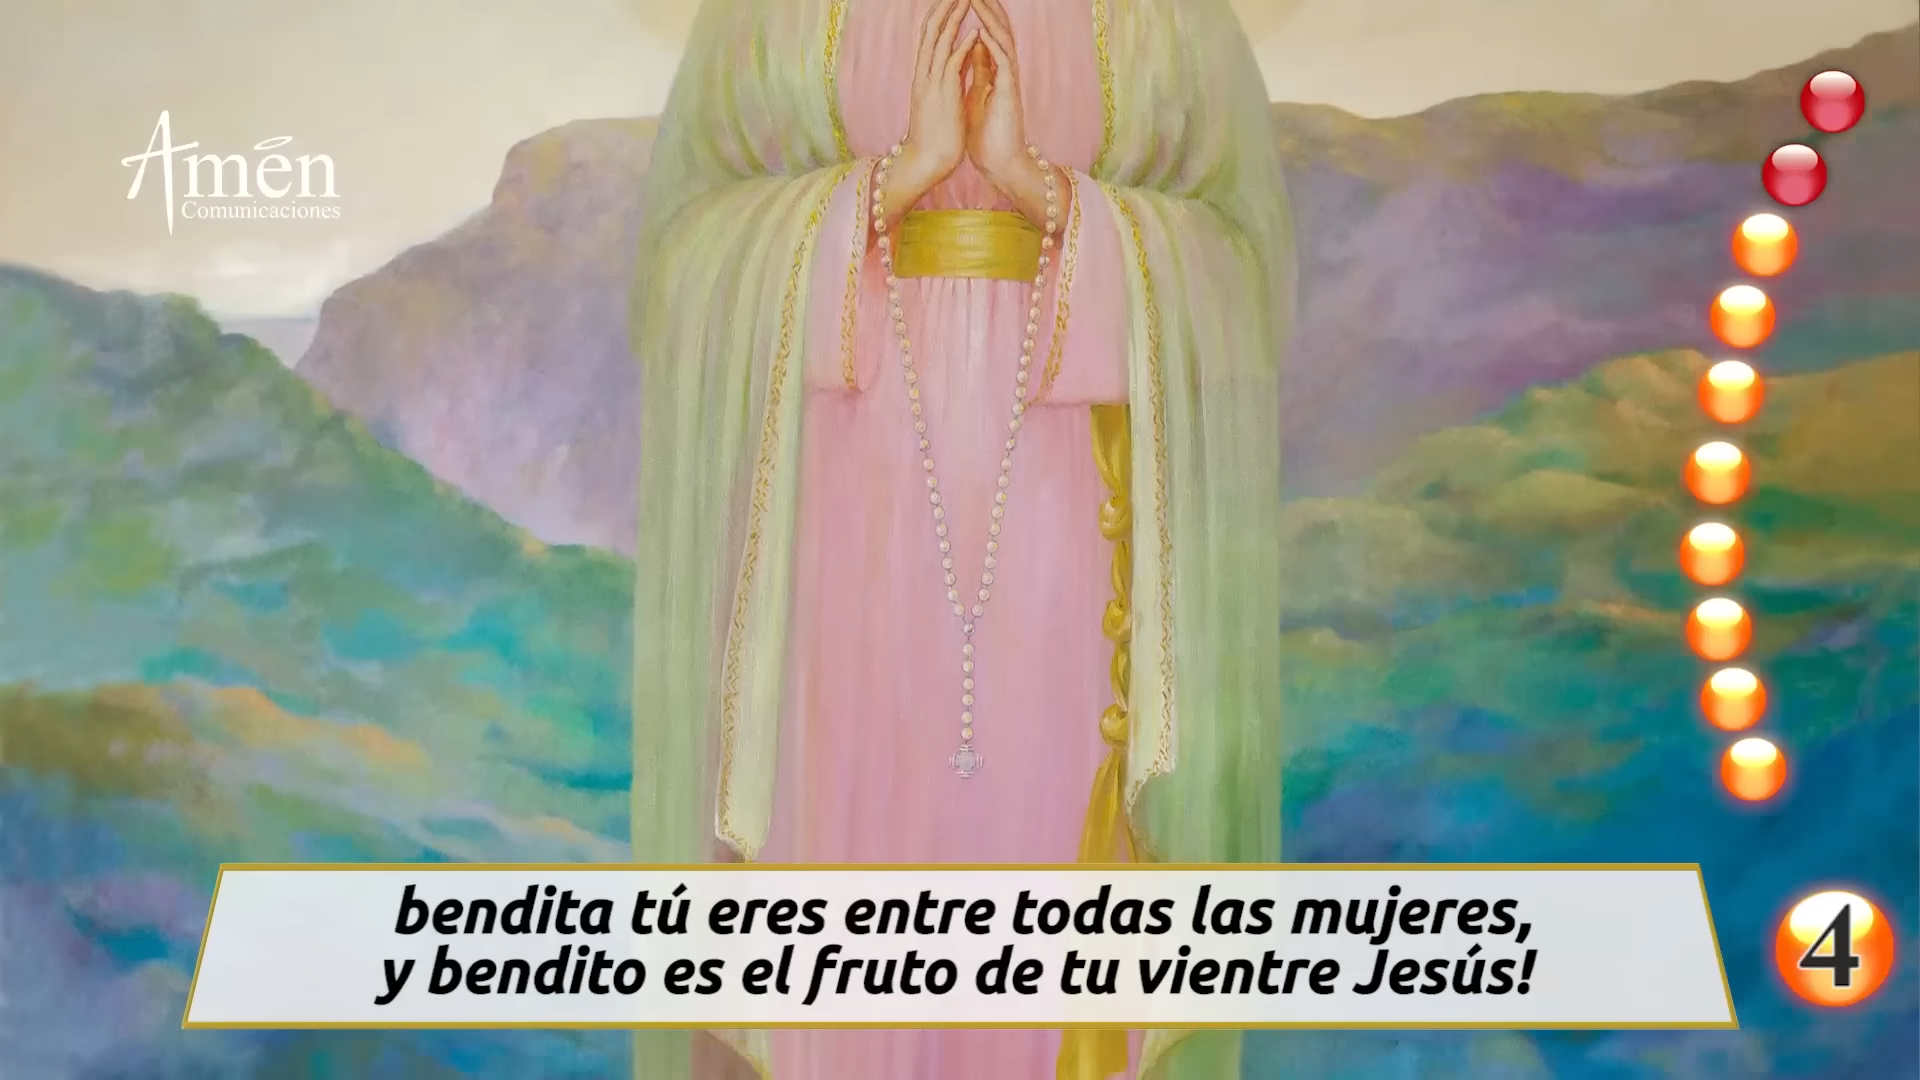 Amén
Comunicaciones
bendita tú eres entre todas las mujeres,
y bendito es el fruto de tu vientre Jesús!
4